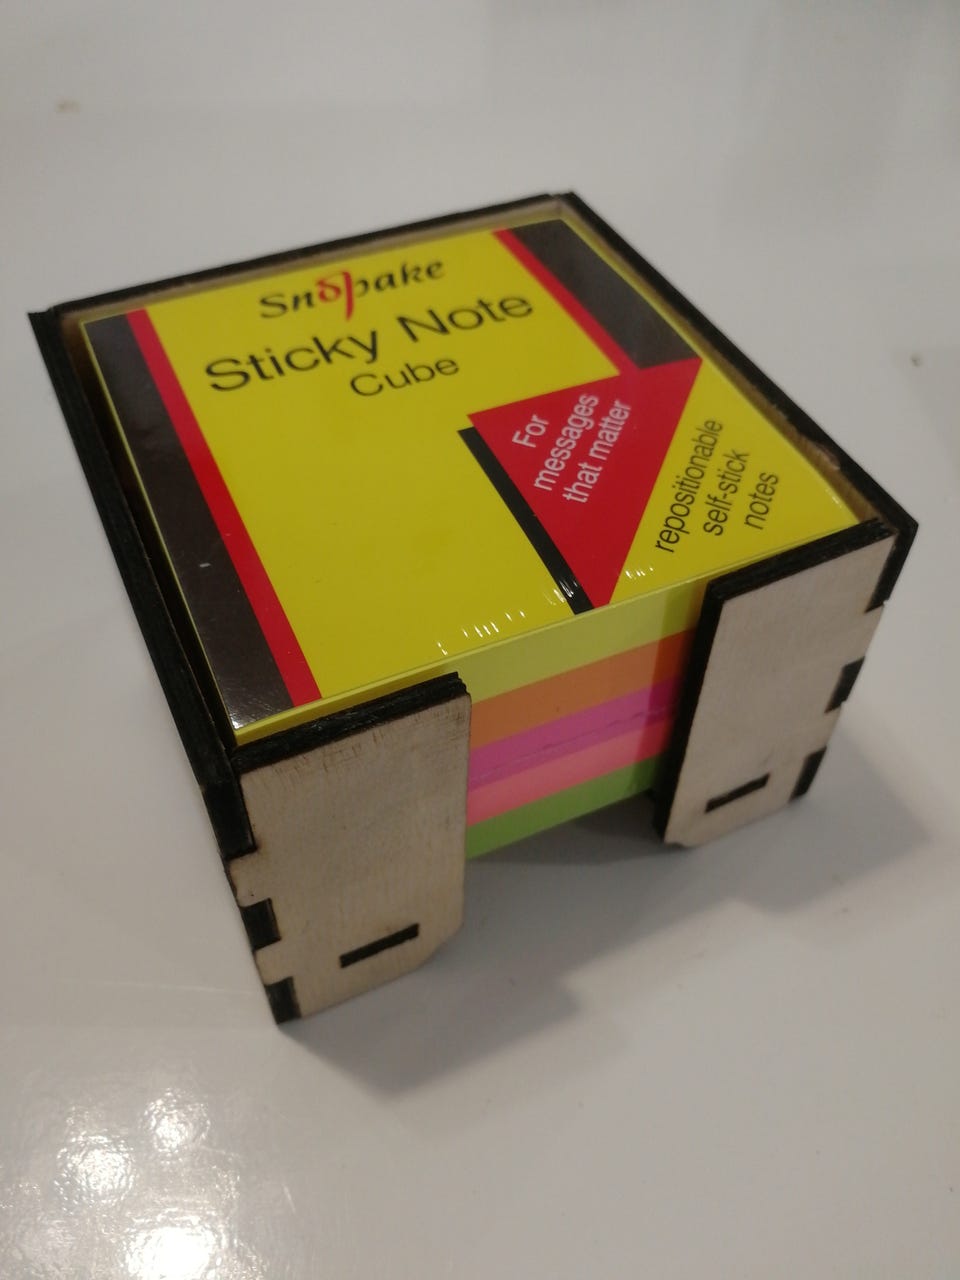 Snopake
Sticky Note
Cube
For
messages
that matter
repositionable
self-stick
notes